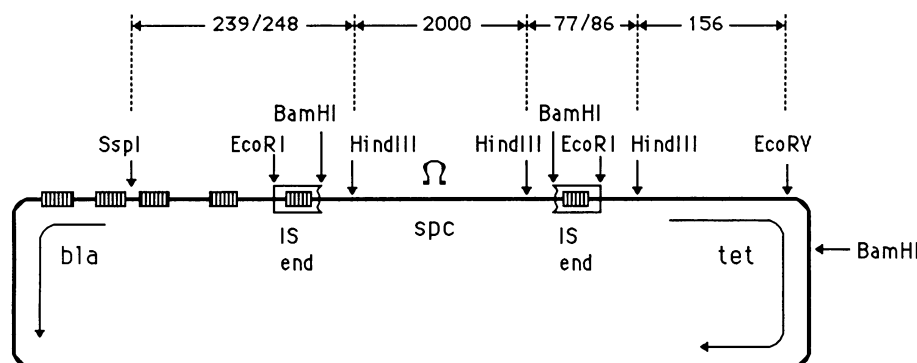 239/248 2000 77/86 156
BamHI BamHI
SspI EcoRI HindIII HindIII EcoRI HindIII EcoRV
Ω
spc
bla IS end IS end tet
BamHI